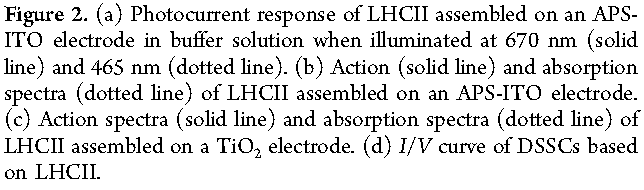 Figure 2. (a) Photocurrent response of LHCII assembled on an APS-
ITO electrode in buffer solution when illuminated at 670 nm (solid
line) and 465 nm (dotted line). (b) Action (solid line) and absorption
spectra (dotted line) of LHCII assembled on an APS-ITO electrode.
(c) Action spectra (solid line) and absorption spectra (dotted line) of
LHCII assembled on a TiO₂ electrode. (d) I/V curve of DSSCs based
on LHCII.